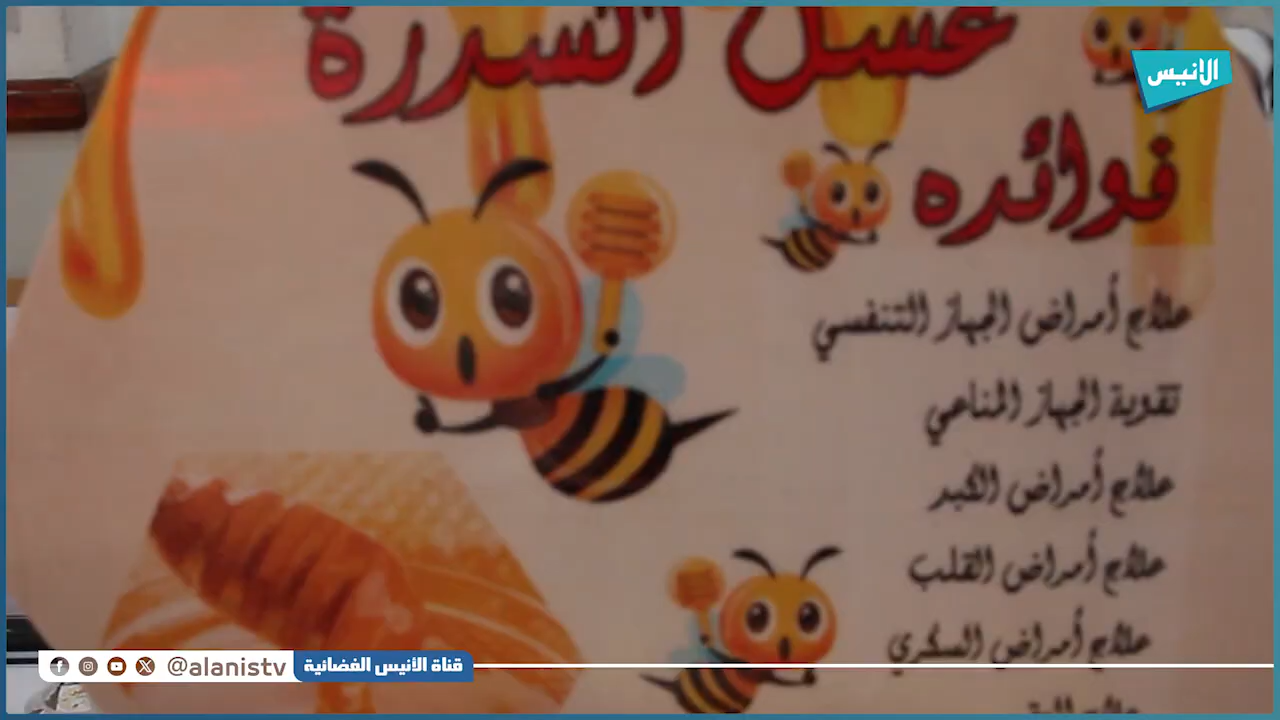 عسل السدرة
الأنيس
فوائده
علاج أمراض الجهاز التنفسي
تقوية الجهاز المناعي
علاج أمراض الكبد
علاج أمراض القلب
علاج أمراض السكري
@alanistv قناة الأنيس الفضائية